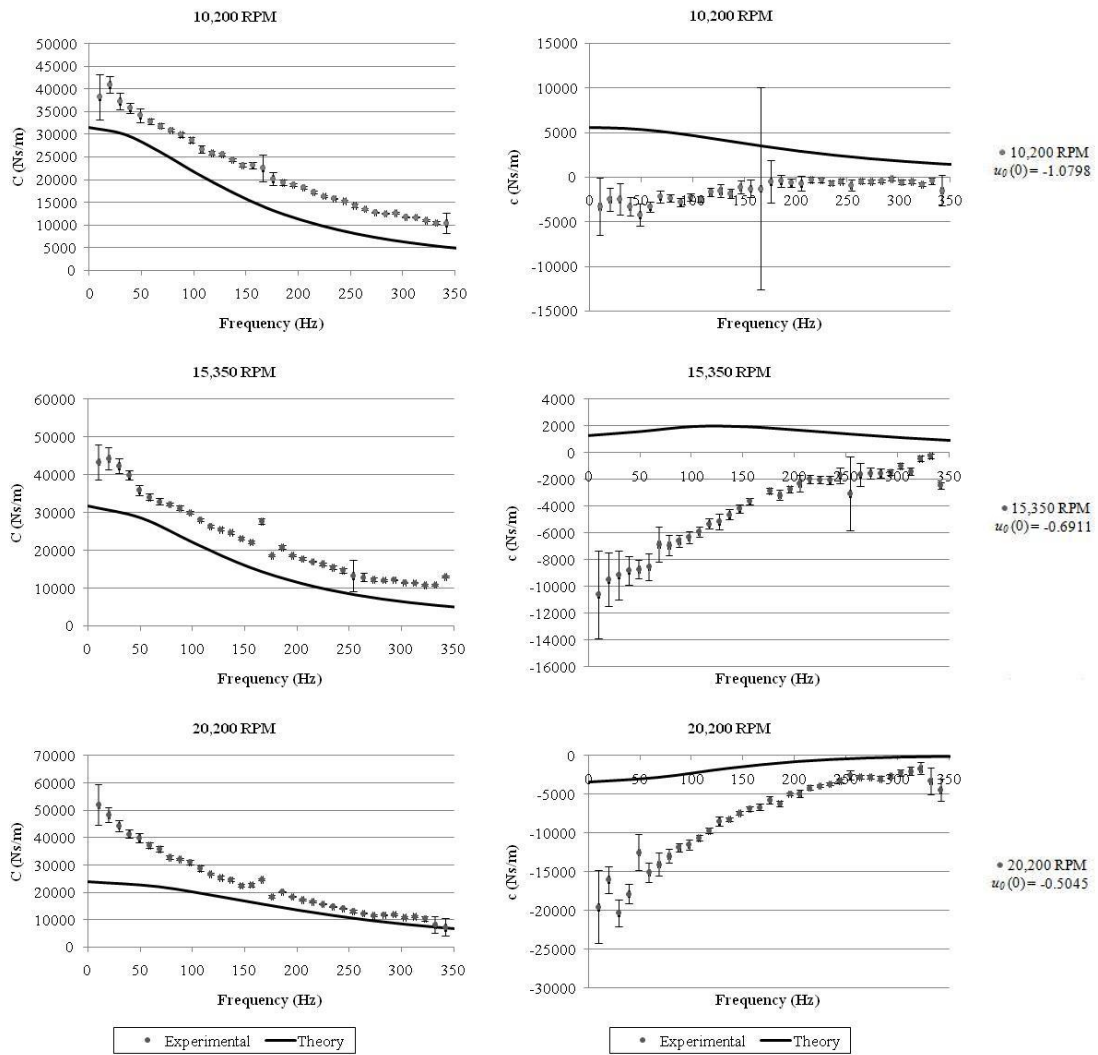 10,200 RPM
50000
45000
40000
35000
30000
25000
20000
15000
10000
5000
0
C (Ns/m)
0 50 100 150 200 250 300 350
Frequency (Hz)
10,200 RPM
15000
10000
5000
0
-5000
-10000
-15000
c (Ns/m)
0 50 100 150 200 250 300 350
Frequency (Hz)
10,200 RPM
u0(0) = -1.0798
15,350 RPM
60000
50000
40000
30000
20000
10000
0
C (Ns/m)
0 50 100 150 200 250 300 350
Frequency (Hz)
15,350 RPM
4000
2000
0
-2000
-4000
-6000
-8000
-10000
-12000
-14000
-16000
c (Ns/m)
0 50 100 150 200 250 300 350
Frequency (Hz)
15,350 RPM
u0(0) = -0.6911
20,200 RPM
70000
60000
50000
40000
30000
20000
10000
0
C (Ns/m)
0 50 100 150 200 250 300 350
Frequency (Hz)
20,200 RPM
0
-5000
-10000
-15000
-20000
-25000
-30000
c (Ns/m)
0 50 100 150 200 250 300 350
Frequency (Hz)
20,200 RPM
u0(0) = -0.5045
Experimental Theory
Experimental Theory